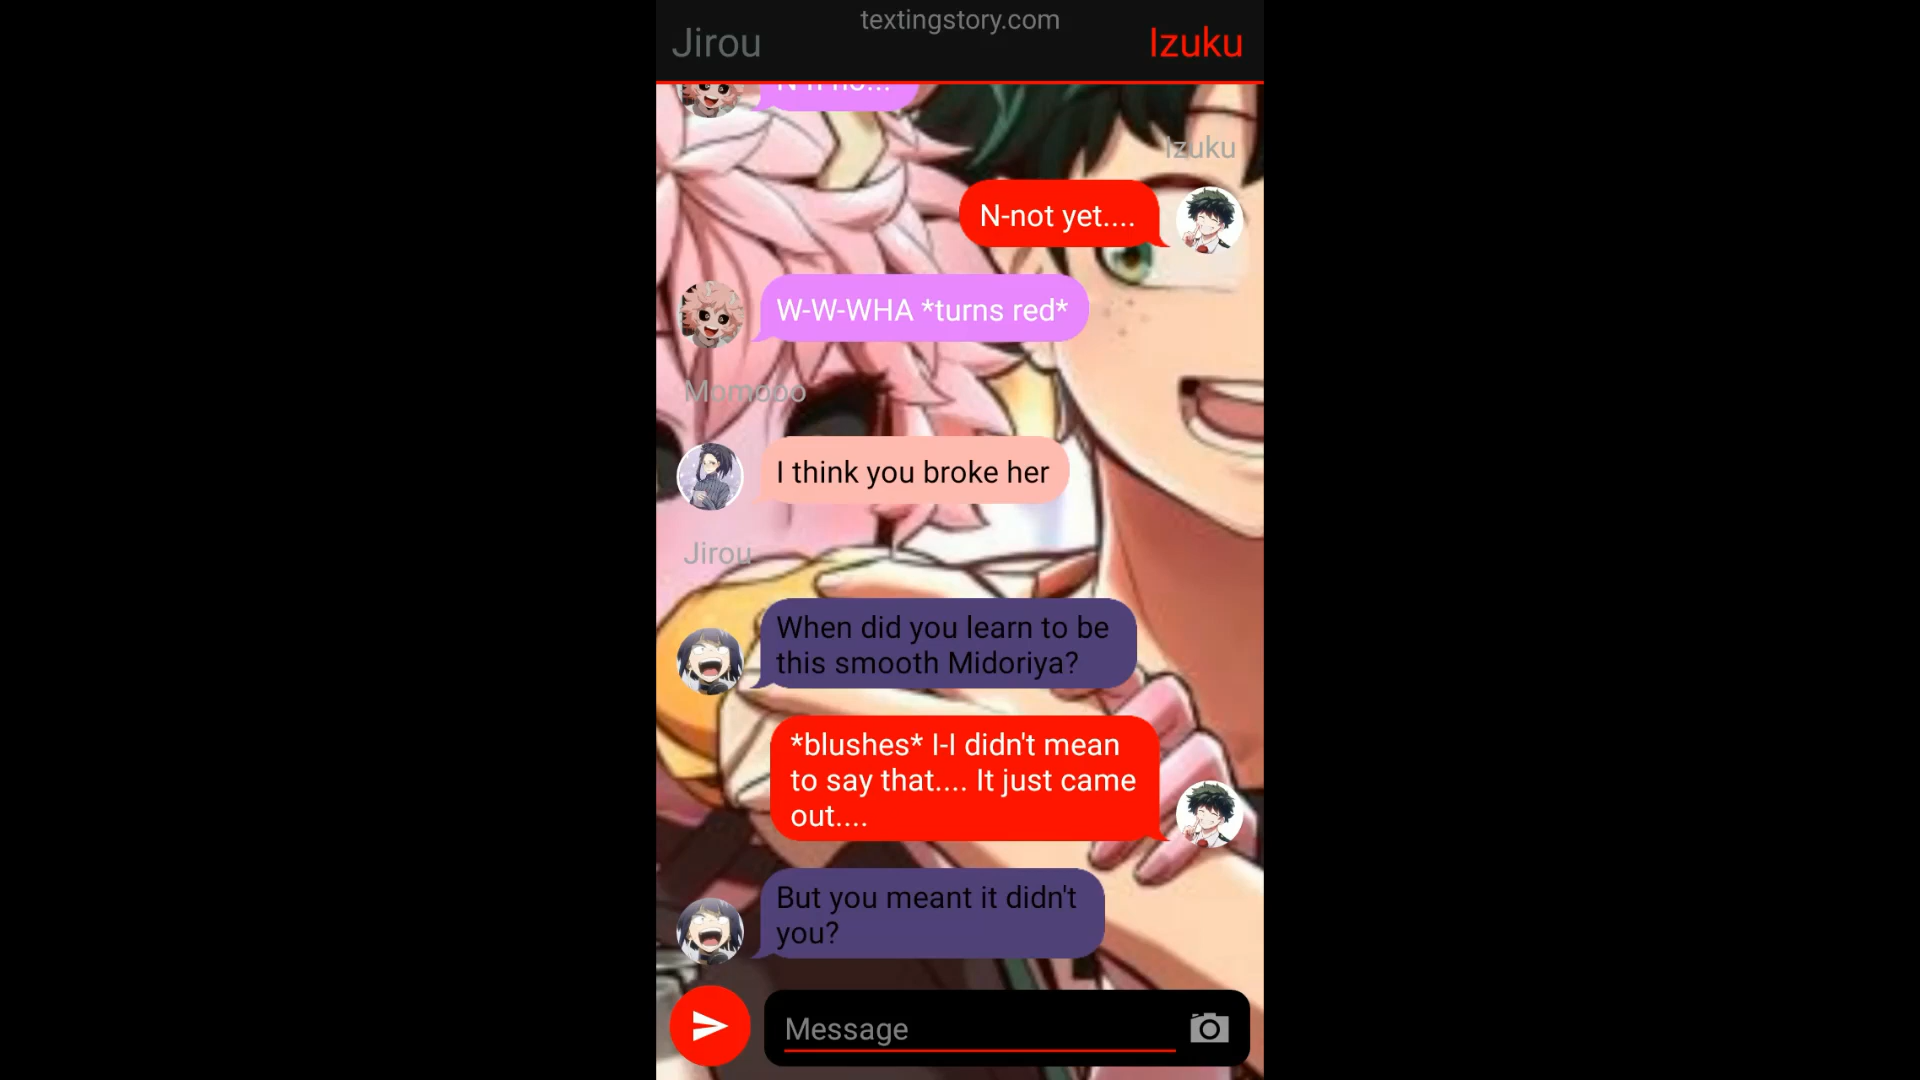 textingstory.com
Jirou
Izuku
Izuku
N-not yet....
W-W-WHA *turns red*
Momooo
I think you broke her
Jirou
When did you learn to be
this smooth Midoriya?
*blushes* I-I didn't mean
to say that.... It just came
out....
But you meant it didn't
you?
Message